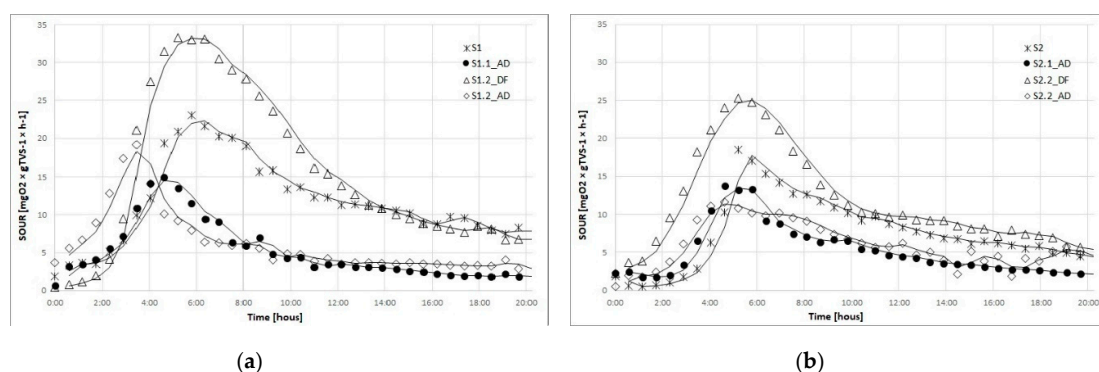 35
30
25
20
15
10
5
0
SOUR [mgO2 × gTVS-1 × h-1]
S1
S1.1_AD
S1.2_DF
S1.2_AD
0:00 2:00 4:00 6:00 8:00 10:00 12:00 14:00 16:00 18:00 20:00
Time [hous]
(a)
35
30
25
20
15
10
5
0
SOUR [mgO2 × gTVS-1 × h-1]
S2
S2.1_AD
S2.2_DF
S2.2_AD
0:00 2:00 4:00 6:00 8:00 10:00 12:00 14:00 16:00 18:00 20:00
Time [hous]
(b)